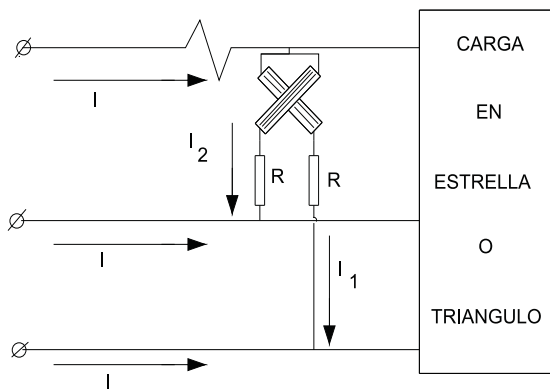 CARGA
EN
ESTRELLA
O
TRIANGULO
I
I 2
R R
I
I 1
I